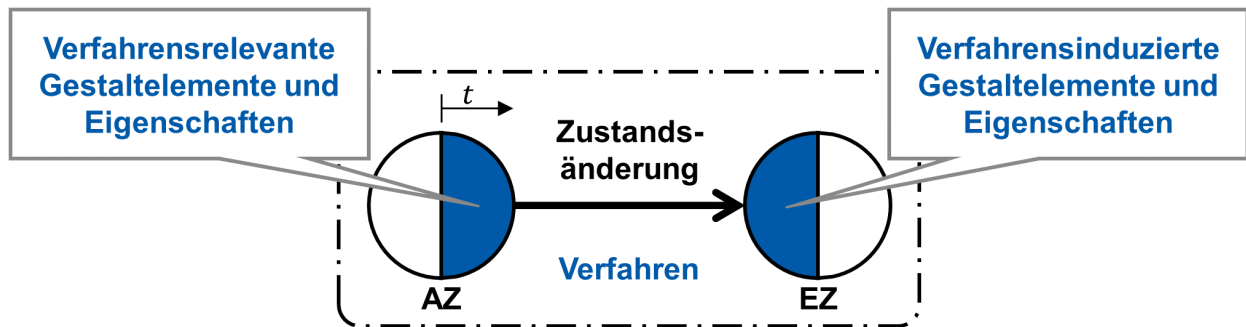 Verfahrensrelevante
Gestaltelemente und
Eigenschaften
Verfahrensinduzierte
Gestaltelemente und
Eigenschaften
t
Zustands-
änderung
Verfahren
AZ
EZ